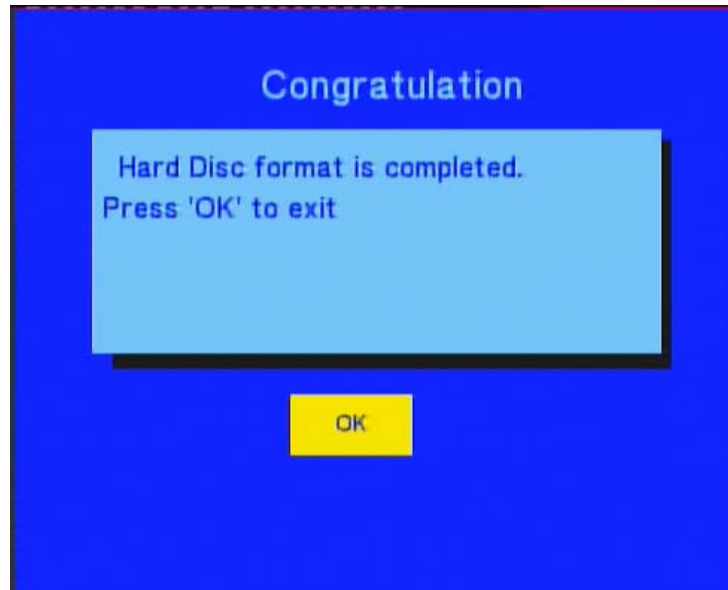 Congratulation
Hard Disc format is completed.
Press 'OK' to exit
OK